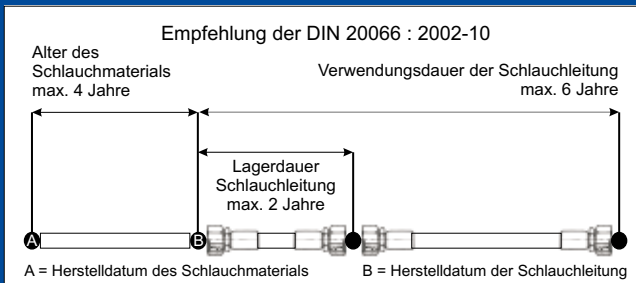 Empfehlung der DIN 20066 : 2002-10
Alter des
Schlauchmaterials
max. 4 Jahre
Verwendungsdauer der Schlauchleitung
max. 6 Jahre
Lagerdauer
Schlauchleitung
max. 2 Jahre
A
B
A = Herstelldatum des Schlauchmaterials
B = Herstelldatum der Schlauchleitung